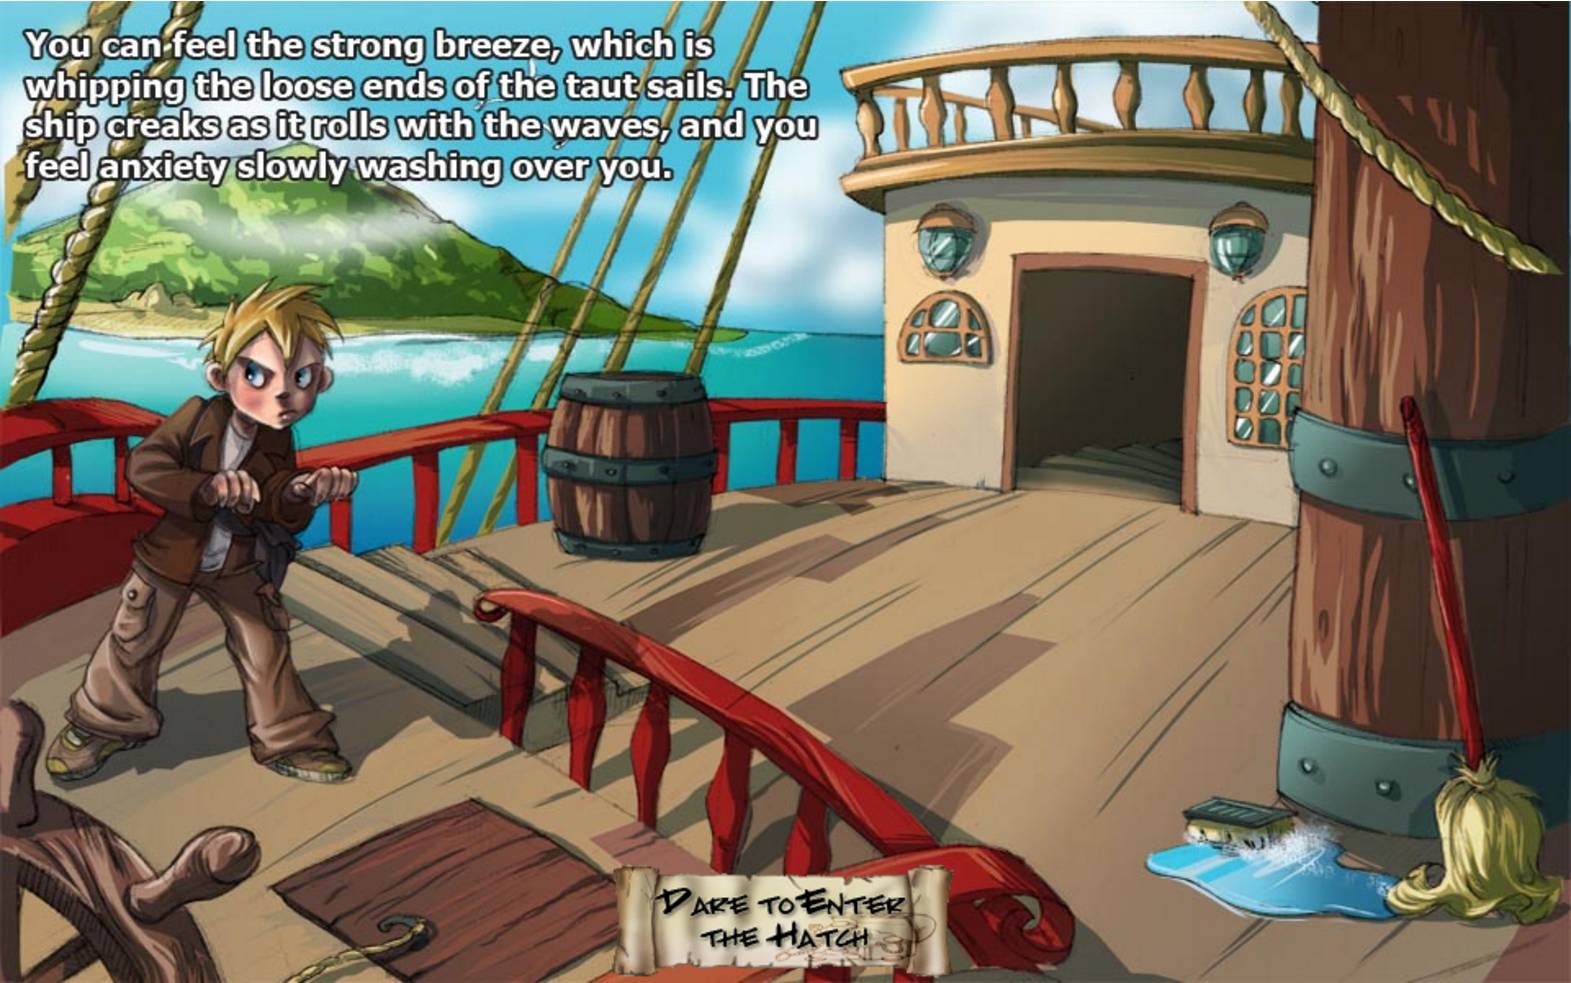 You can feel the strong breeze, which is
whipping the loose ends of the taut sails. The
ship creaks as it rolls with the waves, and you
feel anxiety slowly washing over you.
Dare to Enter
the Hatch